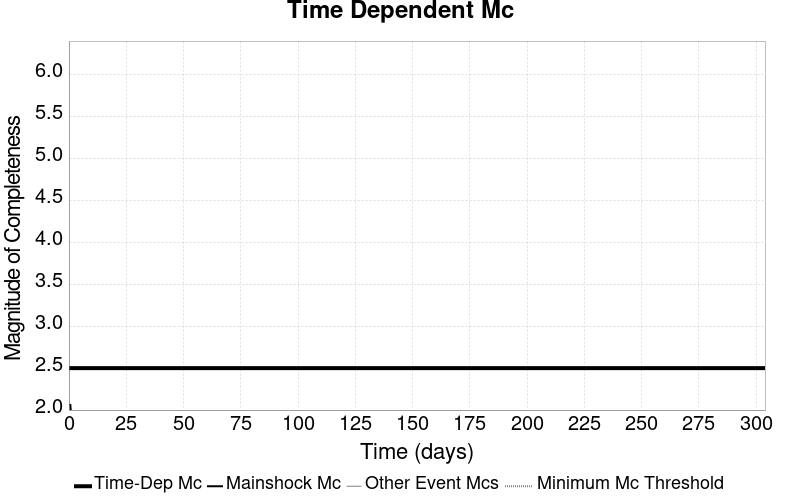 Time Dependent Mc
Magnitude of Completeness
6.0
5.5
5.0
4.5
4.0
3.5
3.0
2.5
2.0
0 25 50 75 100 125 150 175 200 225 250 275 300
Time (days)
Time-Dep Mc Mainshock Mc Other Event Mcs Minimum Mc Threshold